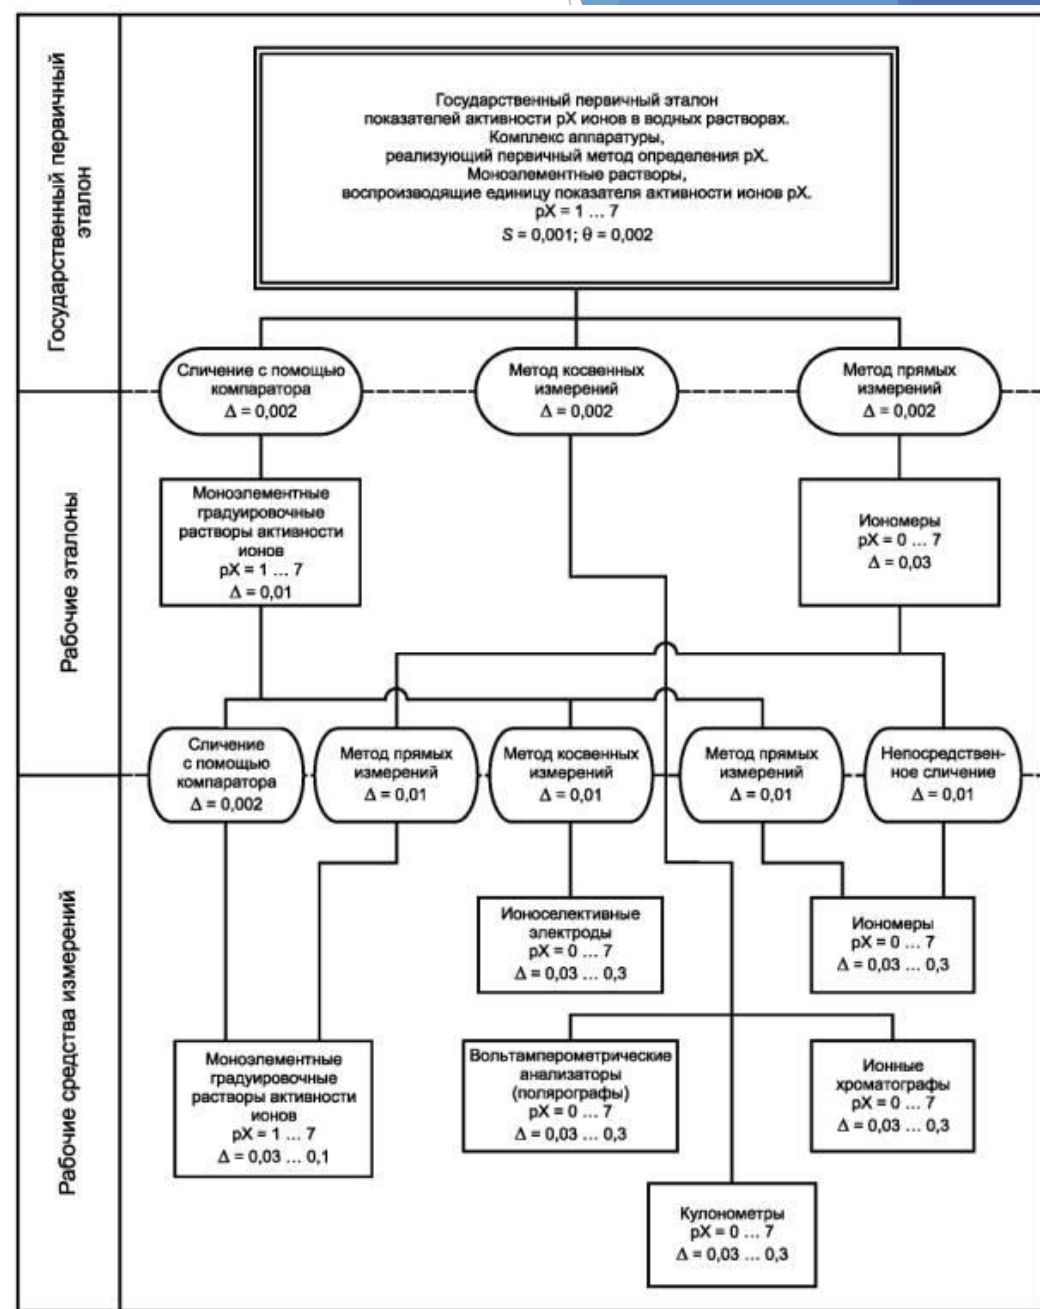 Государственный первичный
эталон
Государственный первичный эталон
показателей активности pX ионов в водных растворах.
Комплекс аппаратуры,
реализующий первичный метод определения pX.
Моноэлементные растворы,
воспроизводящие единицу показателя активности ионов pX.
pX = 1 ... 7
S = 0,001; θ = 0,002
Сличение с помощью
компаратора
Δ = 0,002
Метод косвенных
измерений
Δ = 0,002
Метод прямых
измерений
Δ = 0,002
Рабочие эталоны
Моноэлементные
градуировочные
растворы активности
ионов
pX = 1 ... 7
Δ = 0,01
Иономеры
pX = 0 ... 7
Δ = 0,03
Сличение
с помощью
компаратора
Δ = 0,002
Метод прямых
измерений
Δ = 0,01
Метод косвенных
измерений
Δ = 0,01
Метод прямых
измерений
Δ = 0,01
Непосредствен-
ное сличение
Δ = 0,01
Рабочие средства измерений
Ионоселективные
электроды
pX = 0 ... 7
Δ = 0,03 ... 0,3
Иономеры
pX = 0 ... 7
Δ = 0,03 ... 0,3
Моноэлементные
градуировочные
растворы активности
ионов
pX = 1 ... 7
Δ = 0,03 ... 0,1
Вольтамперометрические
анализаторы
(полярографы)
pX = 0 ... 7
Δ = 0,03 ... 0,3
Ионные
хроматографы
pX = 0 ... 7
Δ = 0,03 ... 0,3
Кулонометры
pX = 0 ... 7
Δ = 0,03 ... 0,3